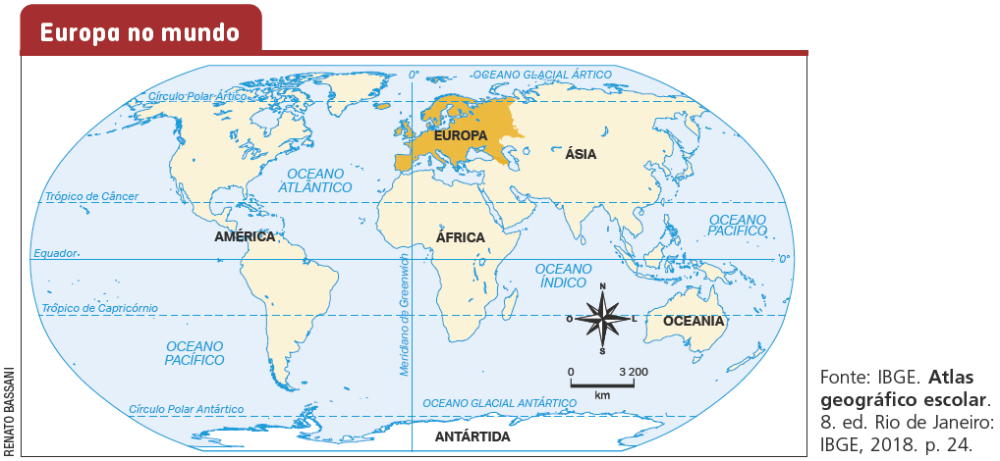 Europa no mundo
0°
OCEANO GLACIAL ÁRTICO
Círculo Polar Ártico
EUROPA
ÁSIA
OCEANO
ATLÂNTICO
Trópico de Câncer
OCEANO
PACÍFICO
AMÉRICA
ÁFRICA
Equador
0°
OCEANO
ÍNDICO
Meridiano de Greenwich
N
O
L
S
Trópico de Capricórnio
OCEANIA
OCEANO
PACÍFICO
0
3 200
km
Círculo Polar Antártico
OCEANO GLACIAL ANTÁRTICO
ANTÁRTIDA
RENATO BASSANI
Fonte: IBGE. Atlas
geográfico escolar.
8. ed. Rio de Janeiro:
IBGE, 2018. p. 24.